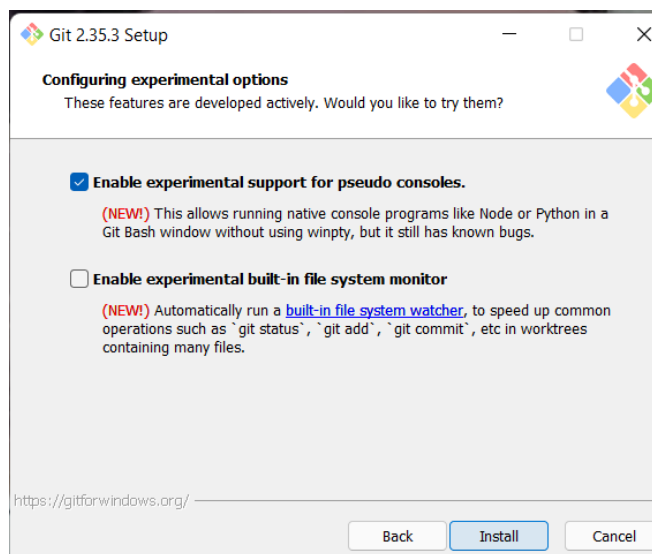 Git 2.35.3 Setup
Configuring experimental options
These features are developed actively. Would you like to try them?
Enable experimental support for pseudo consoles.
(NEW!) This allows running native console programs like Node or Python in a
Git Bash window without using winpty, but it still has known bugs.
Enable experimental built-in file system monitor
(NEW!) Automatically run a built-in file system watcher, to speed up common
operations such as `git status`, `git add`, `git commit`, etc in worktrees
containing many files.
https://gitforwindows.org/
Back
Install
Cancel